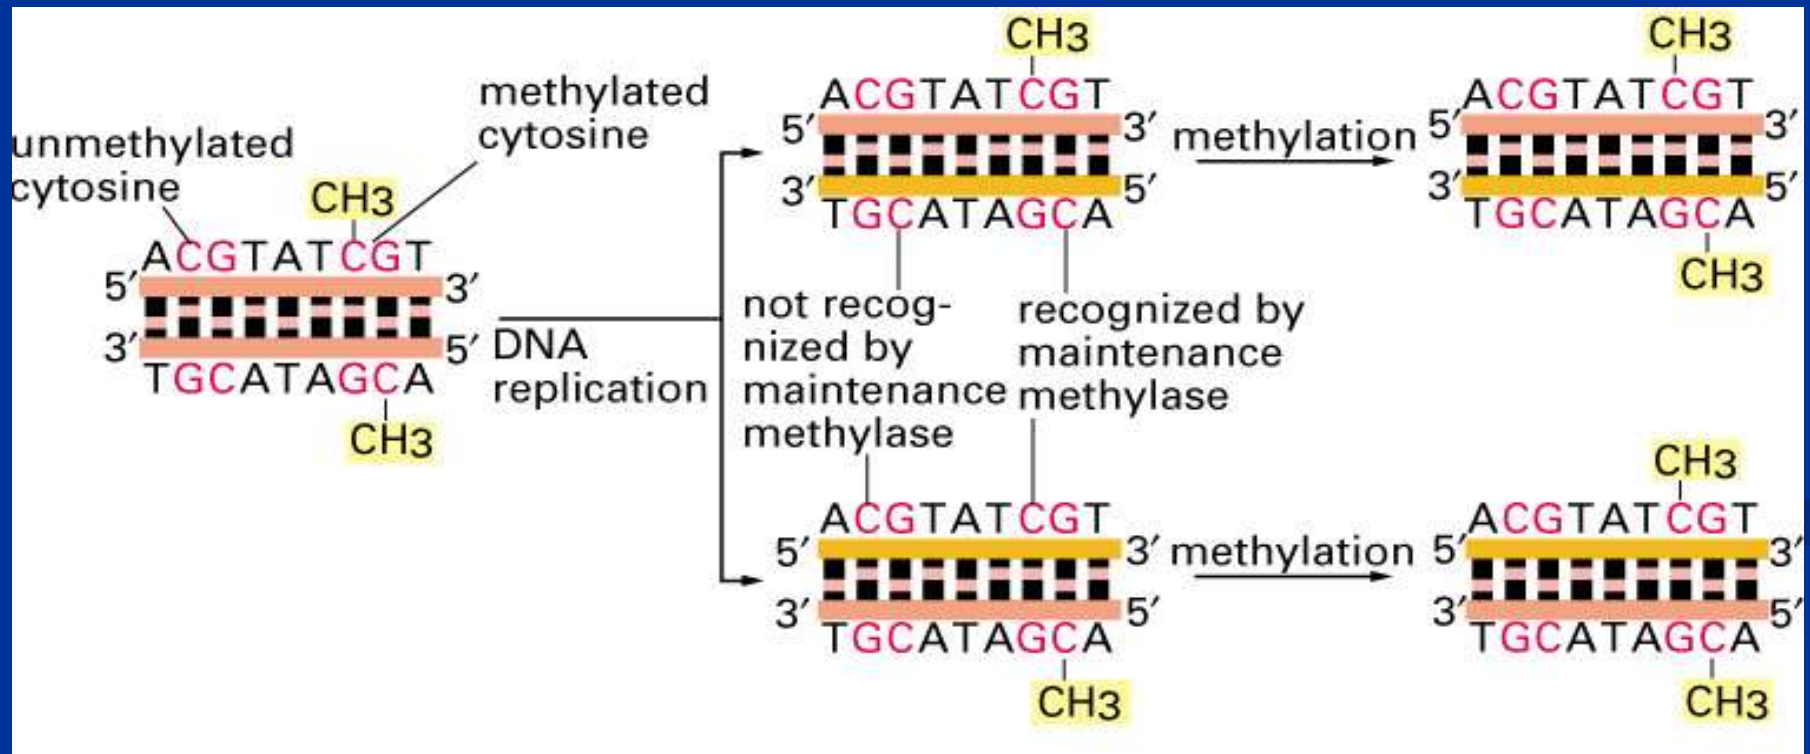 unmethylated
cytosine
methylated
cytosine
CH3
ACGTATCGT
5′ 3′
3′ 5′
TGCATAGCA
CH3
DNA
replication
CH3
ACGTATCGT
5′ 3′
3′ 5′
TGCATAGCA
methylation
CH3
ACGTATCGT
5′ 3′
3′ 5′
TGCATAGCA
CH3
not recog-
nized by
maintenance
methylase
recognized by
maintenance
methylase
ACGTATCGT
5′ 3′
3′ 5′
TGCATAGCA
CH3
methylation
CH3
ACGTATCGT
5′ 3′
3′ 5′
TGCATAGCA
CH3